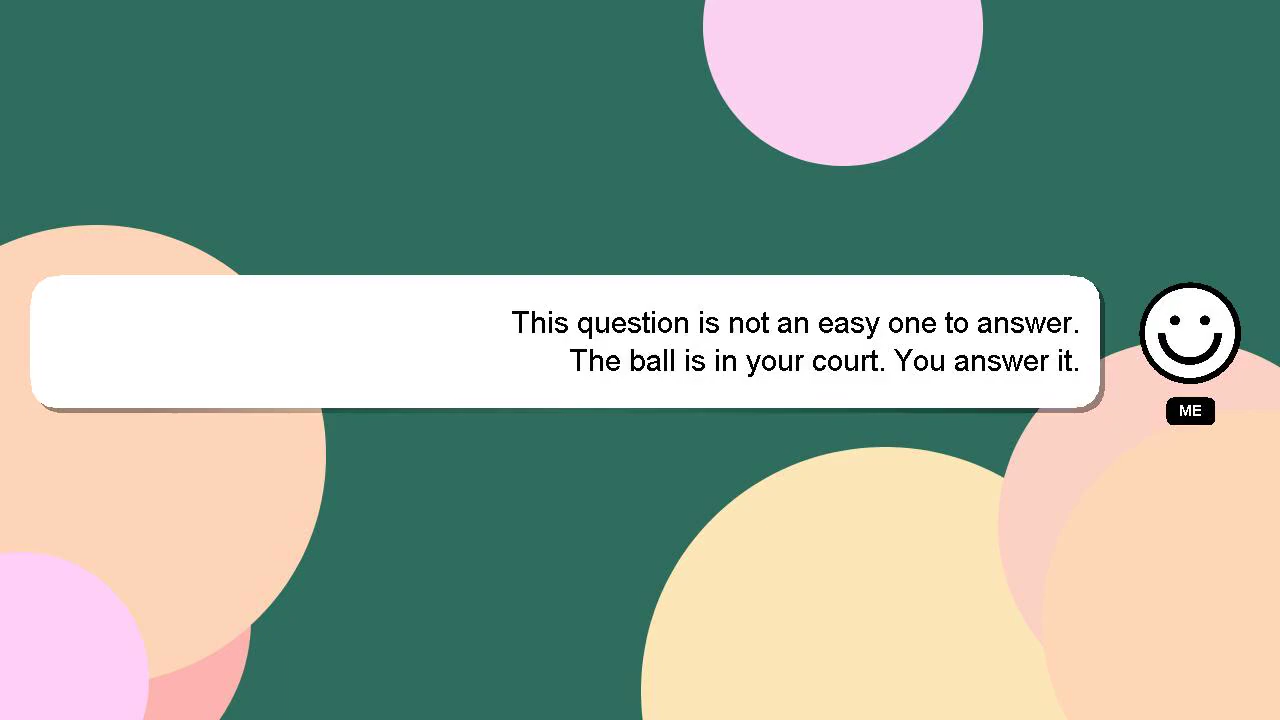 This question is not an easy one to answer.
The ball is in your court. You answer it.
ME